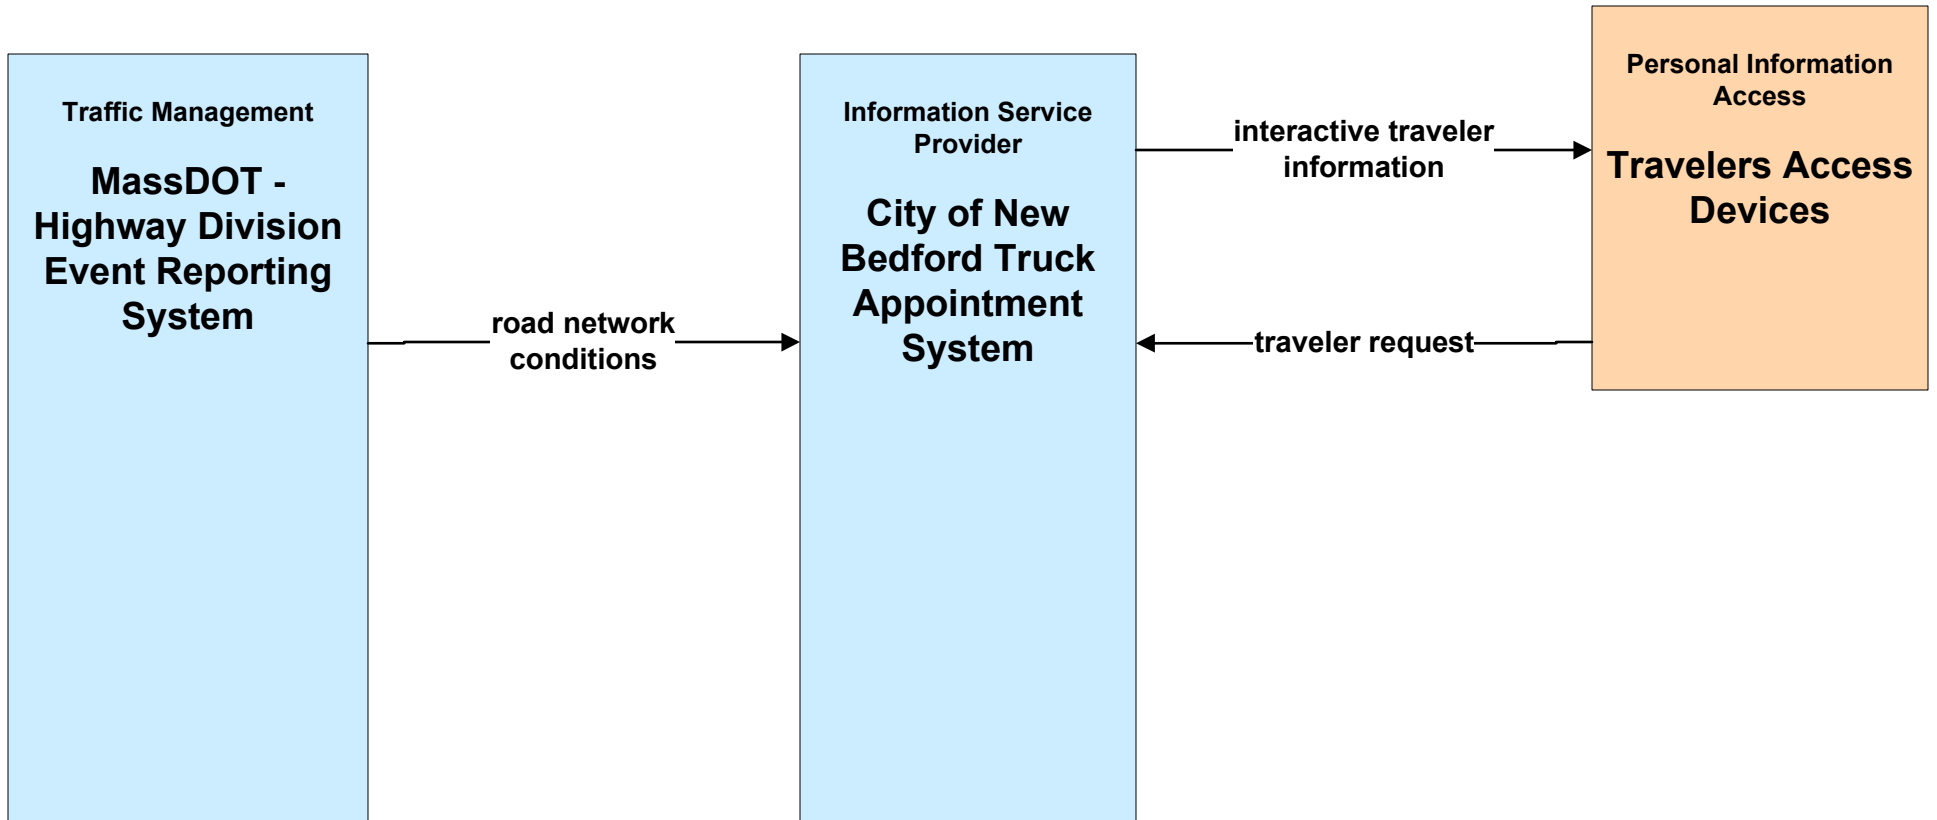 Traffic Management
MassDOT -
Highway Division
Event Reporting
System
road network
conditions
Information Service
Provider
City of New
Bedford Truck
Appointment
System
interactive traveler
information
traveler request
Personal Information
Access
Travelers Access
Devices